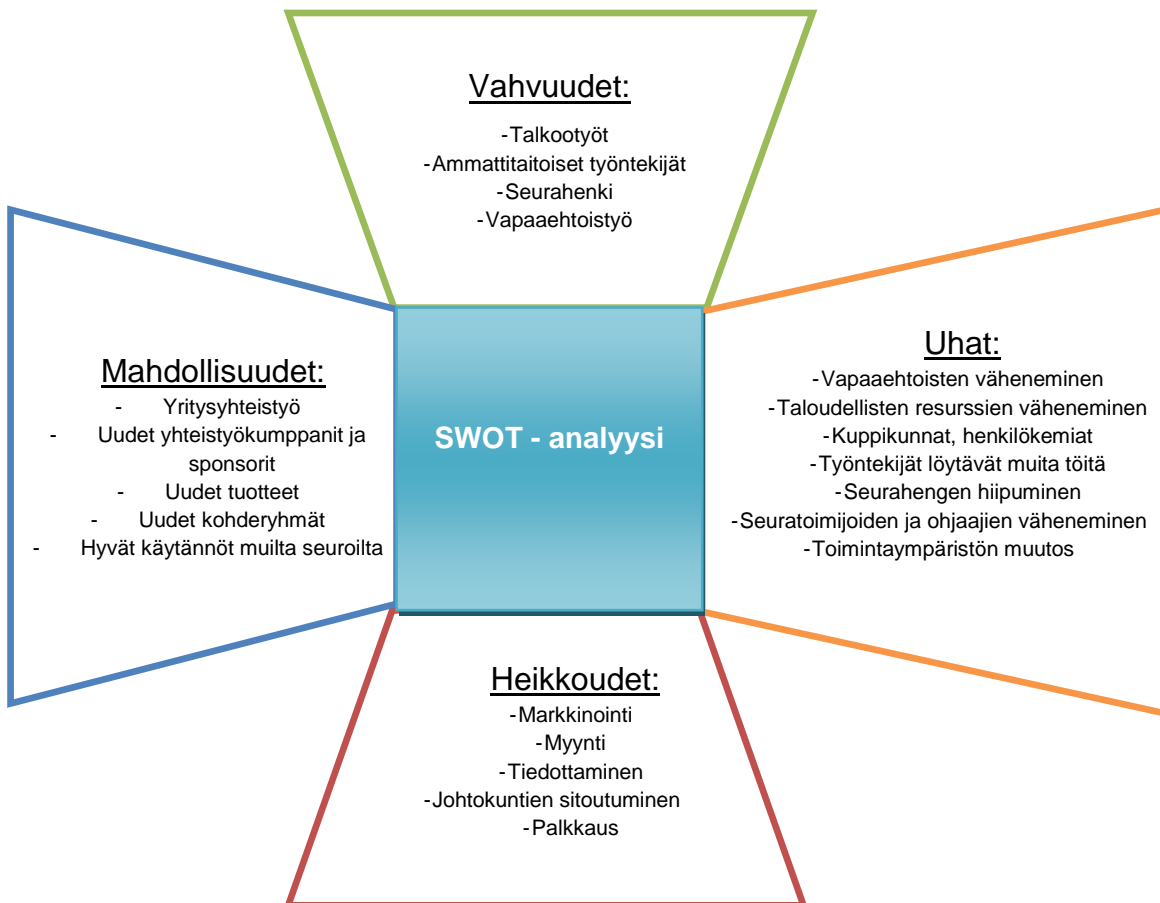 Vahvuudet:
-Talkootyöt
-Ammattitaitoiset työntekijät
-Seurahenki
-Vapaaehtoistyö
Mahdollisuudet:
- Yritysyhteistyö
- Uudet yhteistyökumppanit ja
sponsorit
- Uudet tuotteet
- Uudet kohderyhmät
- Hyvät käytännöt muilta seuroilta
SWOT - analyysi
Uhat:
-Vapaaehtoisten väheneminen
-Taloudellisten resurssien väheneminen
-Kuppikunnat, henkilökemiat
-Työntekijät löytävät muita töitä
-Seurahengen hiipuminen
-Seuratoimijoiden ja ohjaajien väheneminen
-Toimintaympäristön muutos
Heikkoudet:
-Markkinointi
-Myynti
-Tiedottaminen
-Johtokuntien sitoutuminen
-Palkkaus